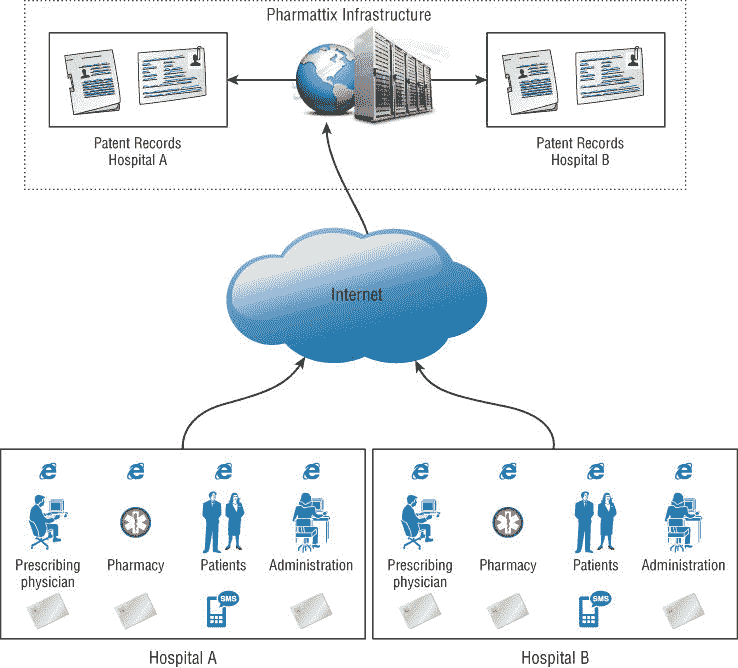 Pharmattix Infrastructure
Patent Records
Hospital A
Patent Records
Hospital B
Internet
Prescribing
physician
Pharmacy
Patients
Administration
SMS
Hospital A
Prescribing
physician
Pharmacy
Patients
Administration
SMS
Hospital B